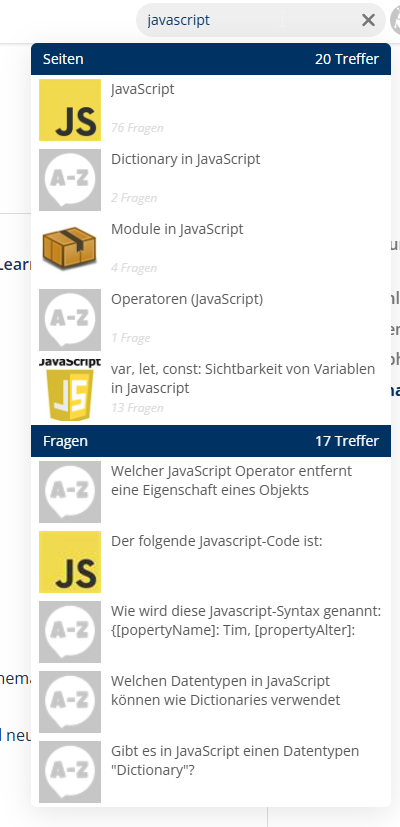 javascript
Seiten 20 Treffer
JS
JavaScript
76 Fragen
A-Z
Dictionary in JavaScript
2 Fragen
Module in JavaScript
4 Fragen
A-Z
Operatoren (JavaScript)
1 Frage
JavaScript
JS
var, let, const: Sichtbarkeit von Variablen
in Javascript
13 Fragen
Fragen 17 Treffer
A-Z
Welcher JavaScript Operator entfernt
eine Eigenschaft eines Objekts
JS
Der folgende Javascript-Code ist:
A-Z
Wie wird diese Javascript-Syntax genannt:
{[popertyName]: Tim, [propertyAlter]:
A-Z
Welchen Datentypen in JavaScript
können wie Dictionaries verwendet
A-Z
Gibt es in JavaScript einen Datentypen
"Dictionary"?